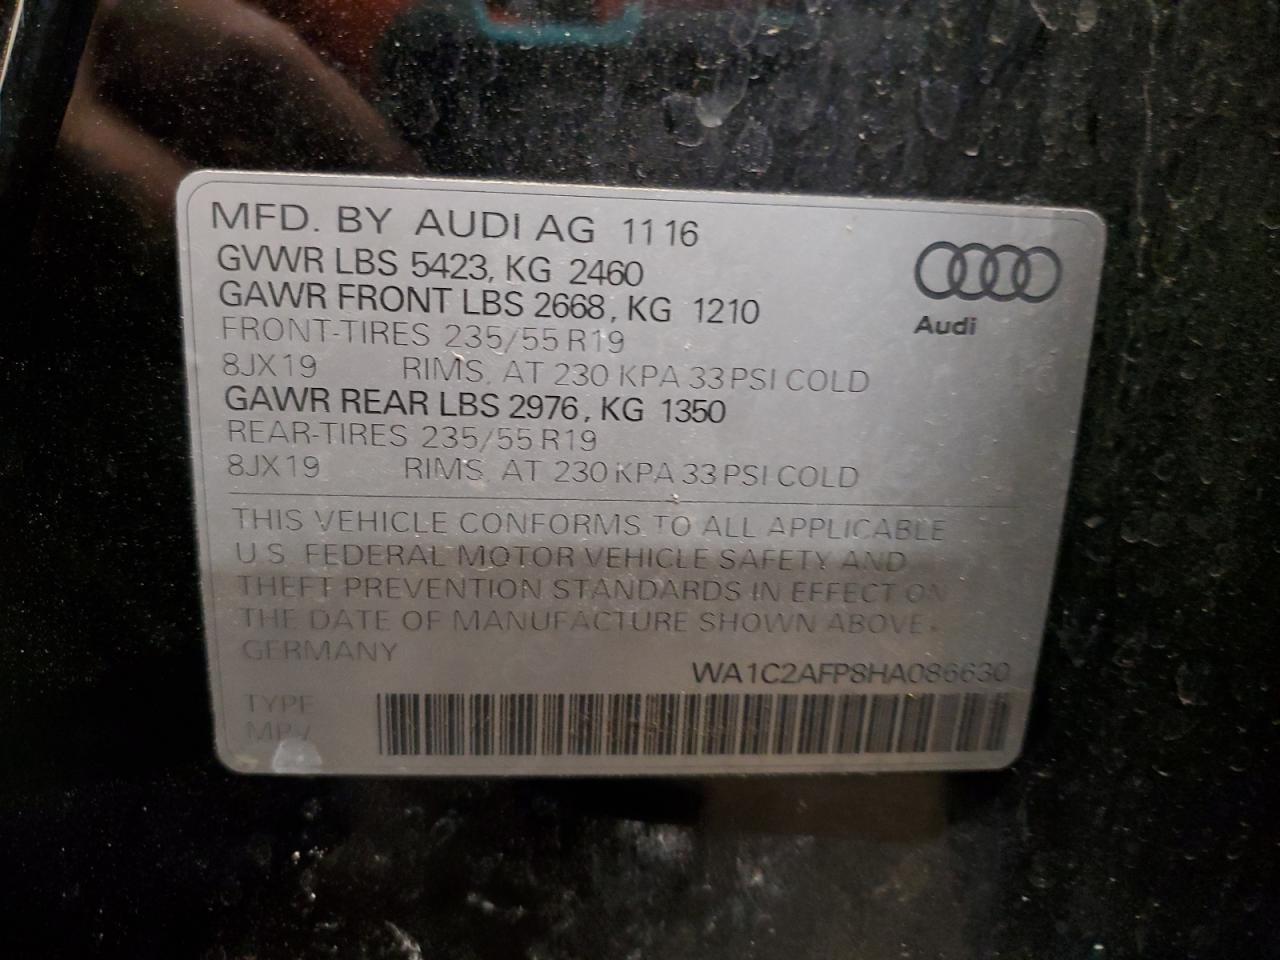 MFD. BY AUDI AG 11 16
GVWR LBS 5423, KG 2460
GAWR FRONT LBS 2668, KG 1210
FRONT-TIRES 235/55 R19
8JX19 RIMS, AT 230 KPA 33 PSI COLD
GAWR REAR LBS 2976, KG 1350
REAR-TIRES 235/55 R19
8JX19 RIMS, AT 230 KPA 33 PSI COLD
Audi
THIS VEHICLE CONFORMS TO ALL APPLICABLE
U.S. FEDERAL MOTOR VEHICLE SAFETY AND
THEFT PREVENTION STANDARDS IN EFFECT ON
THE DATE OF MANUFACTURE SHOWN ABOVE.
GERMANY
WA1C2AFP8HA086630
TYPE
MPV